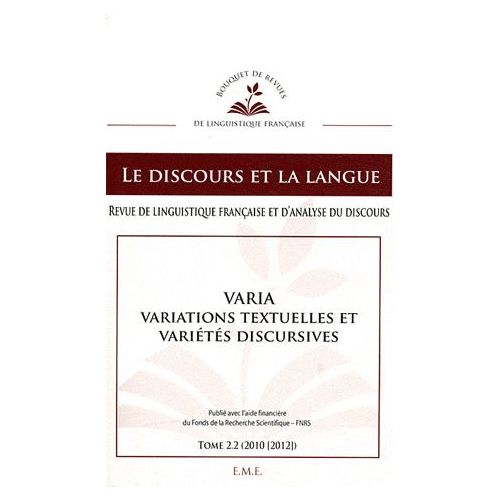 BOUQUET DE REVUES
DE LINGUISTIQUE FRANÇAISE
LE DISCOURS ET LA LANGUE
REVUE DE LINGUISTIQUE FRANÇAISE ET D'ANALYSE DU DISCOURS
VARIA
VARIATIONS TEXTUELLES ET
VARIÉTÉS DISCURSIVES
Publié avec l'aide financière
du Fonds de la Recherche Scientifique – FNRS
TOME 2.2 (2010 [2012])
E.M.E.